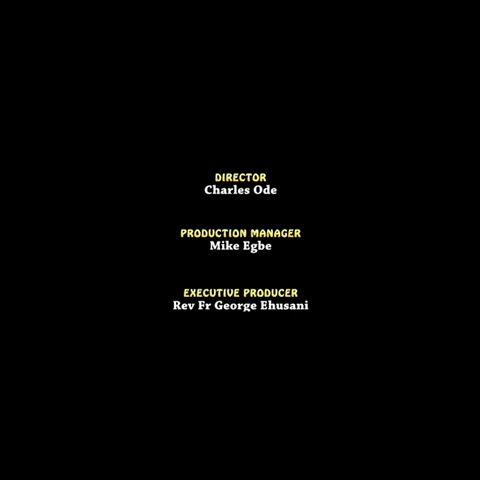 DIRECTOR
Charles Ode
PRODUCTION MANAGER
Mike Egbe
EXECUTIVE PRODUCER
Rev Fr George Ehusani